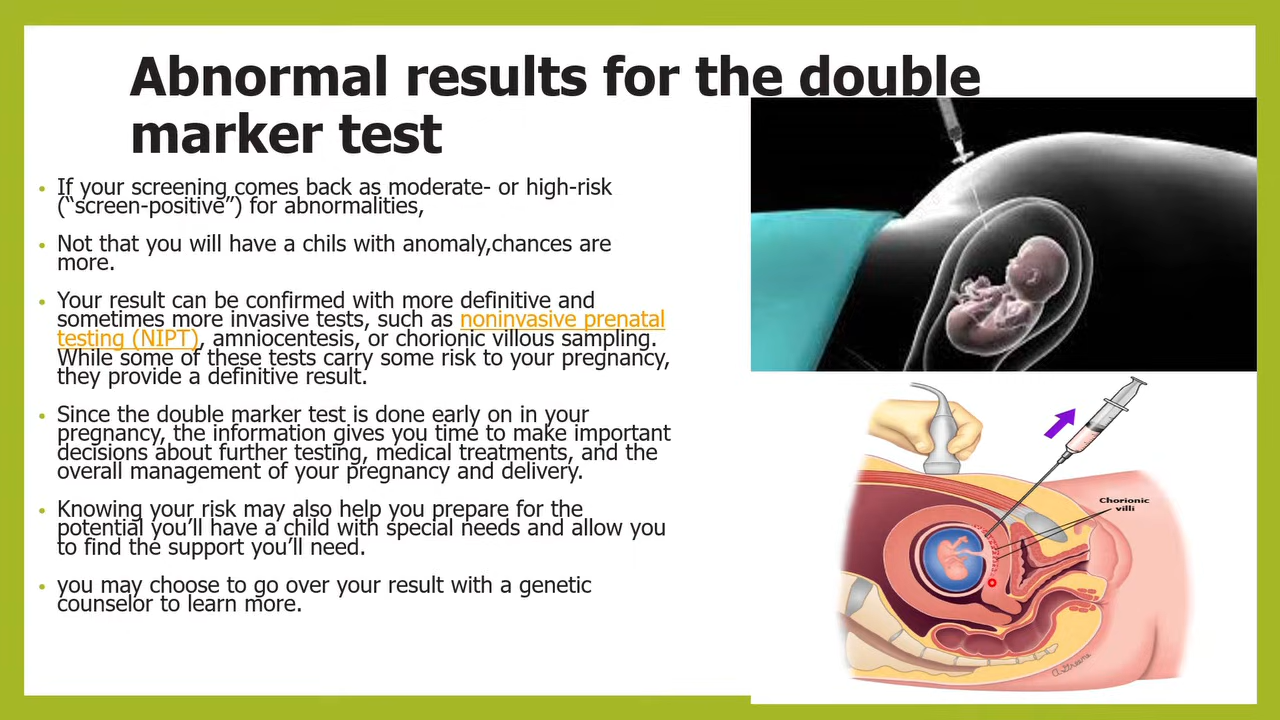 Abnormal results for the double
marker test
• If your screening comes back as moderate- or high-risk
(“screen-positive”) for abnormalities,
• Not that you will have a chils with anomaly,chances are
more.
• Your result can be confirmed with more definitive and
sometimes more invasive tests, such as noninvasive prenatal
testing (NIPT), amniocentesis, or chorionic villous sampling.
While some of these tests carry some risk to your pregnancy,
they provide a definitive result.
• Since the double marker test is done early on in your
pregnancy, the information gives you time to make important
decisions about further testing, medical treatments, and the
overall management of your pregnancy and delivery.
• Knowing your risk may also help you prepare for the
potential you’ll have a child with special needs and allow you
to find the support you’ll need.
• you may choose to go over your result with a genetic
counselor to learn more.
Chorionic
villi